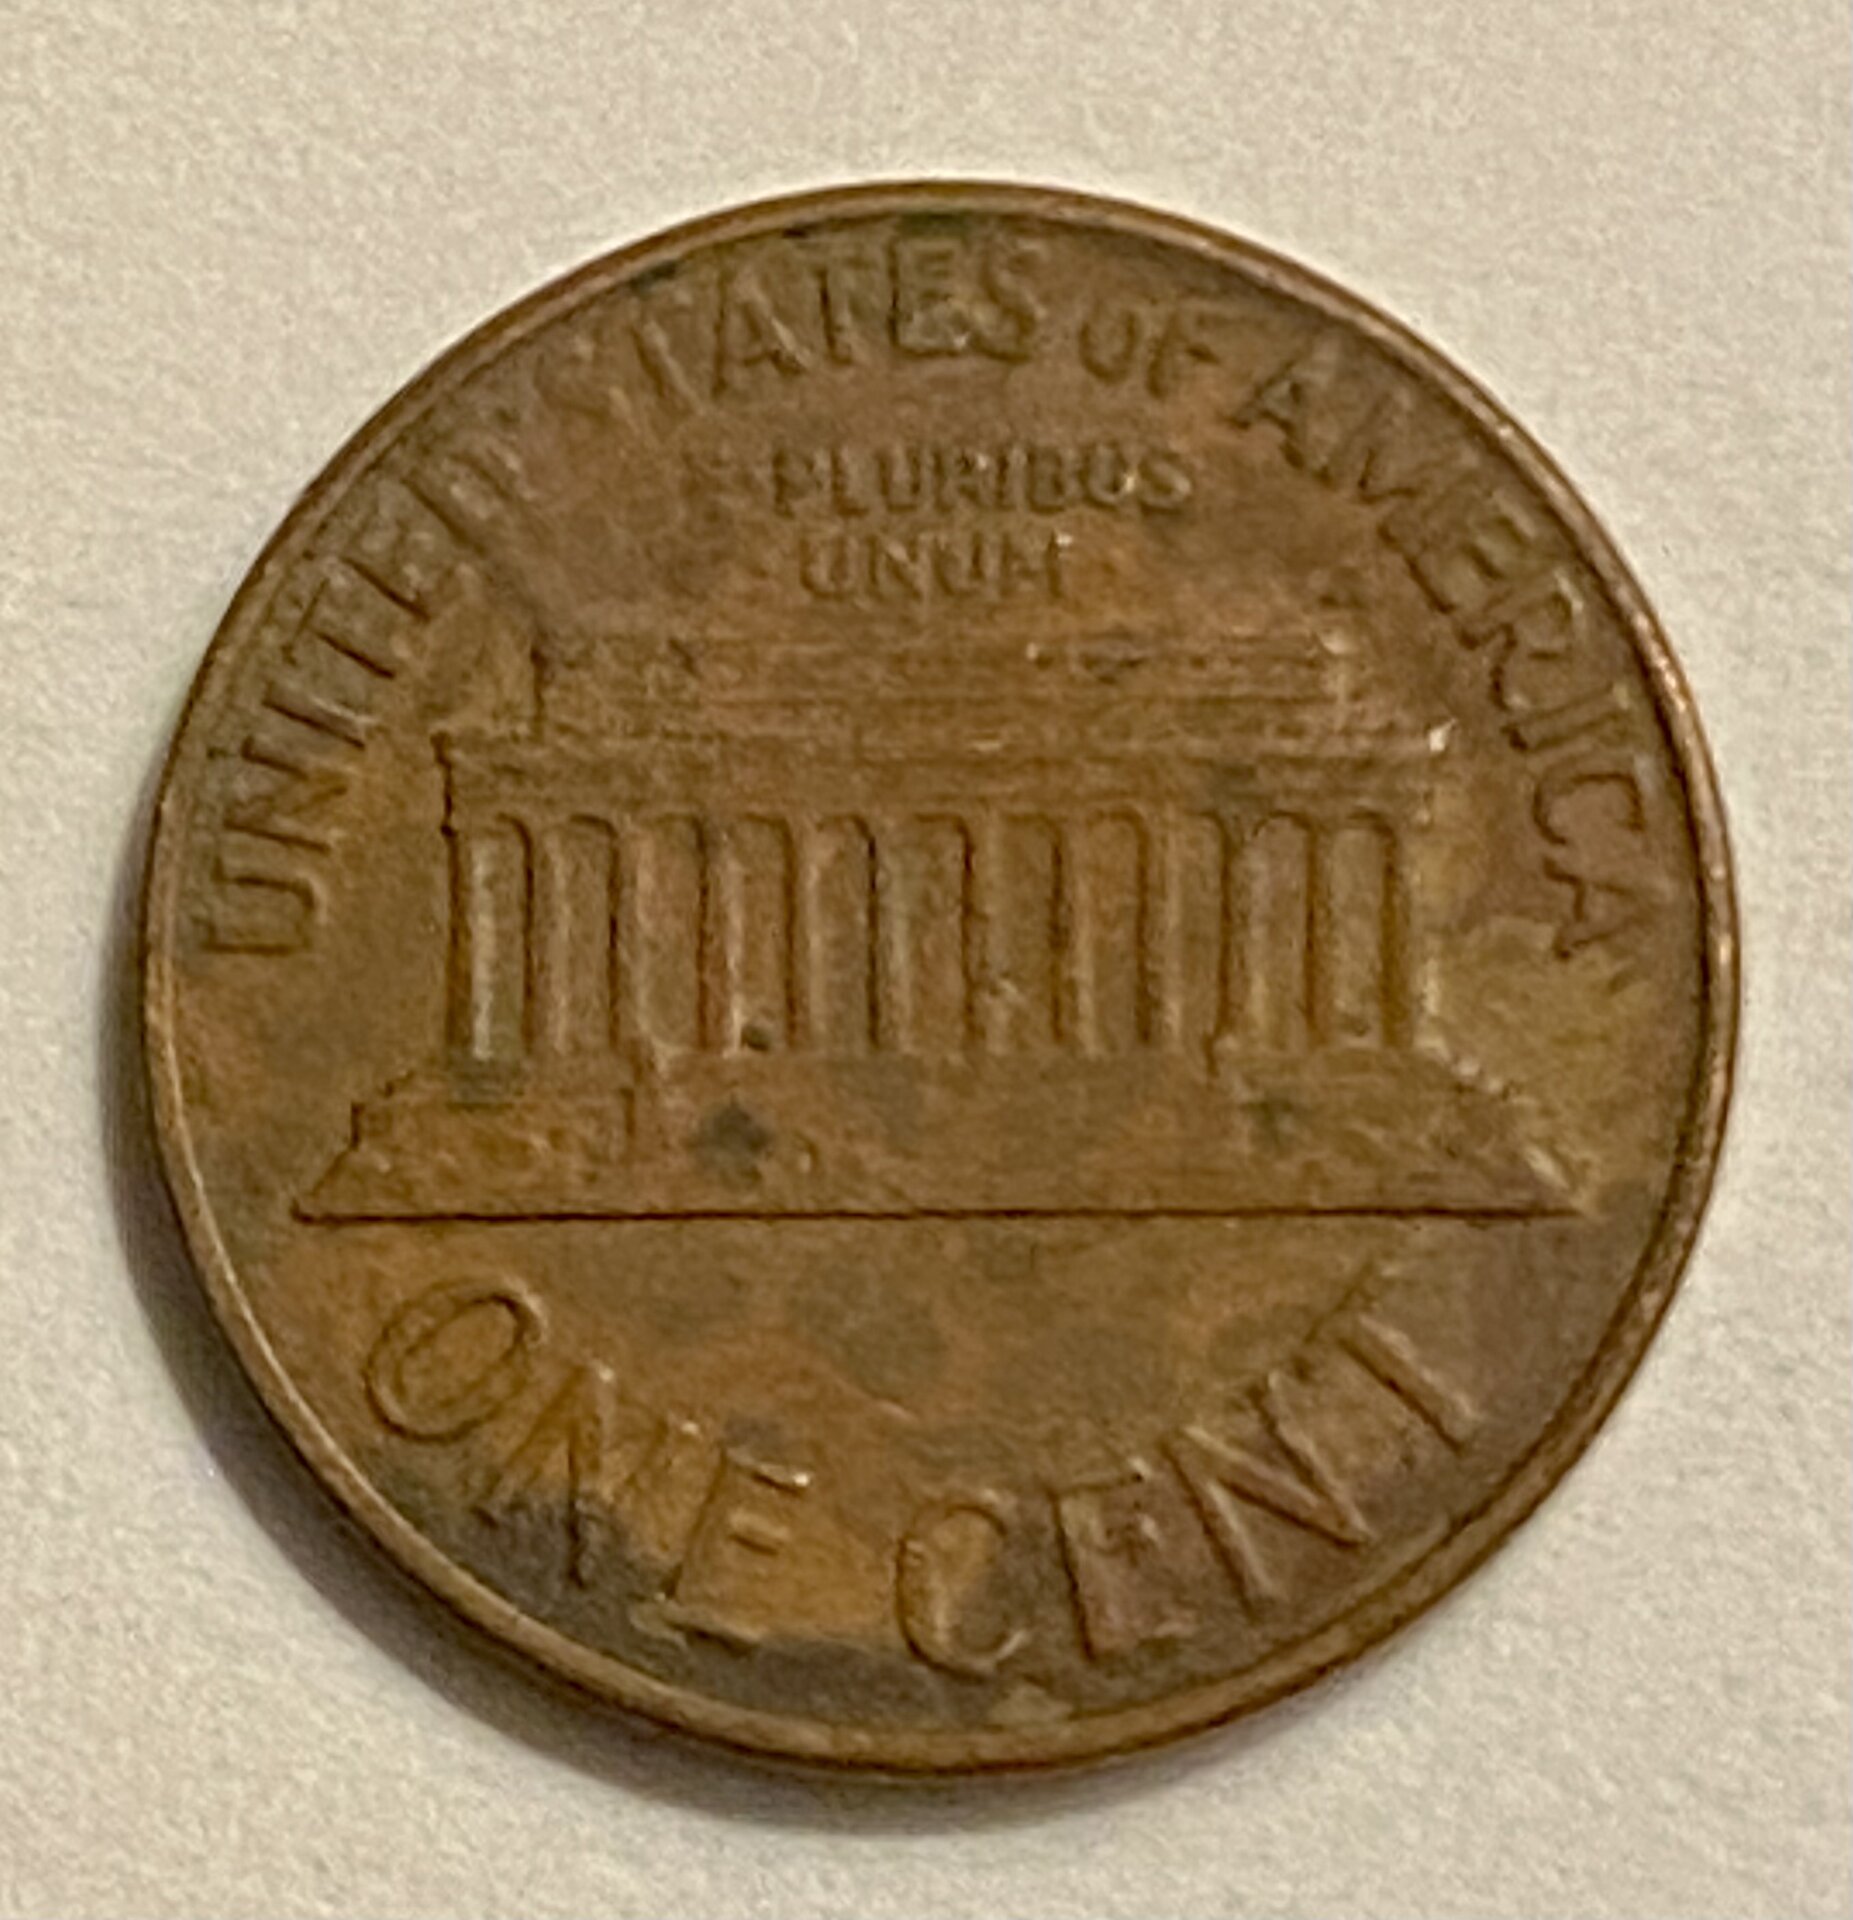 UNITED STATES OF AMERICA
E PLURIBUS
UNUM
ONE CENT